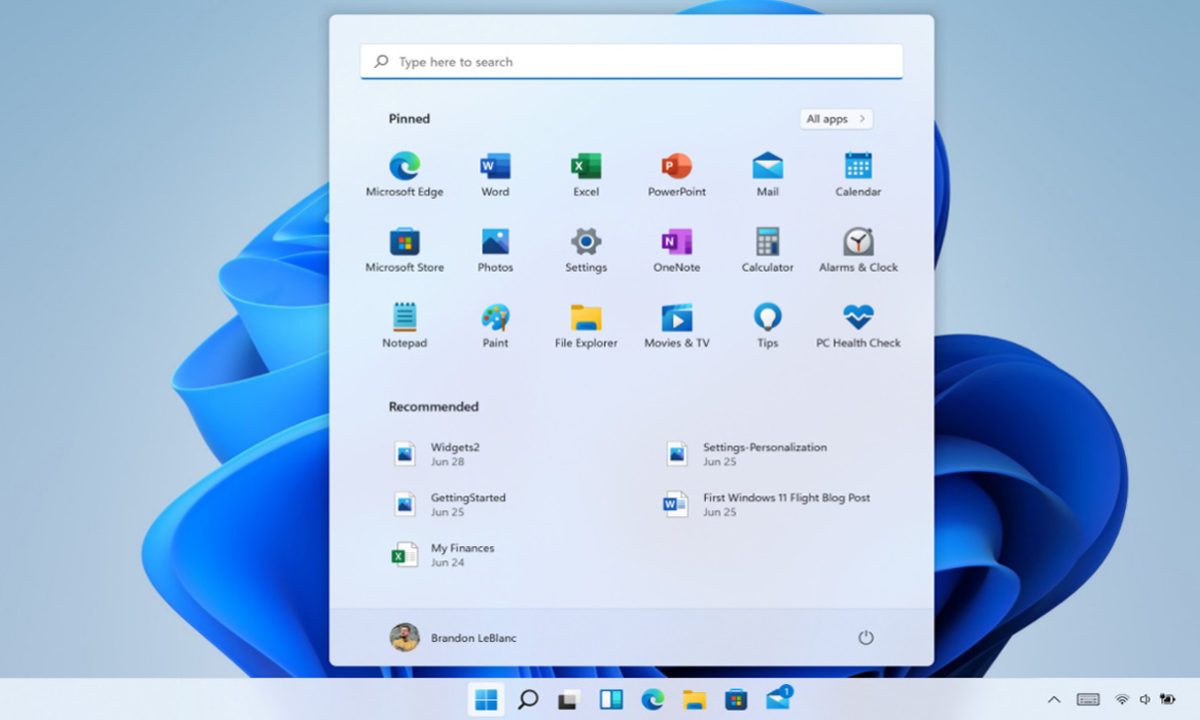 Type here to search
Pinned
All apps
Microsoft Edge
Word
Excel
PowerPoint
Mail
Calendar
Microsoft Store
Photos
Settings
OneNote
Calculator
Alarms & Clock
Notepad
Paint
File Explorer
Movies & TV
Tips
PC Health Check
Recommended
Widgets2
Jun 28
Settings-Personalization
Jun 25
GettingStarted
Jun 25
First Windows 11 Flight Blog Post
Jun 25
My Finances
Jun 24
Brandon LeBlanc
1